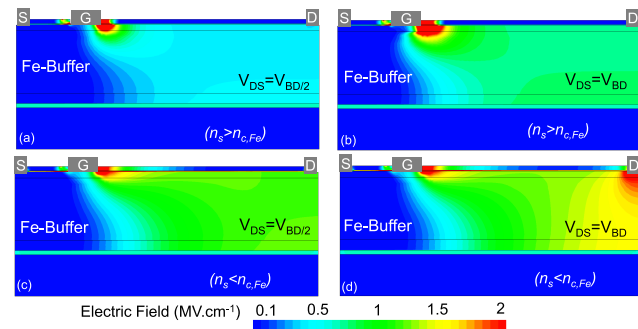 S G D
Fe-Buffer
V_DS=V_BD/2
(a)
(n_s>n_c,Fe)
S G D
Fe-Buffer
V_DS=V_BD
(b)
(n_s>n_c,Fe)
S G D
Fe-Buffer
V_DS=V_BD/2
(c)
(n_s<n_c,Fe)
S G D
Fe-Buffer
V_DS=V_BD
(d)
(n_s<n_c,Fe)
Electric Field (MV.cm⁻¹) 0.1 0.5 1 1.5 2